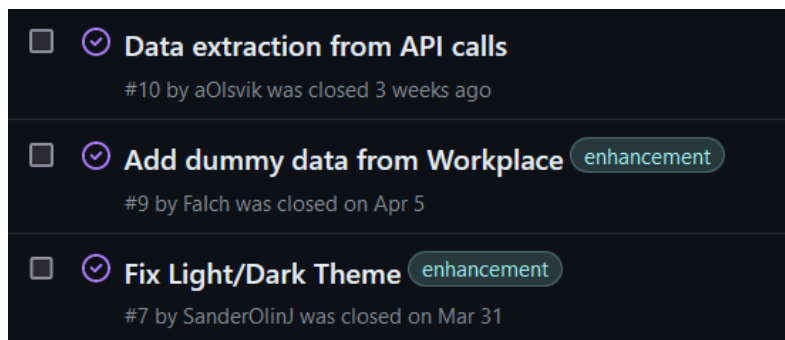 Data extraction from API calls
#10 by aOlsvik was closed 3 weeks ago
Add dummy data from Workplace enhancement
#9 by Falch was closed on Apr 5
Fix Light/Dark Theme enhancement
#7 by SanderOlinJ was closed on Mar 31